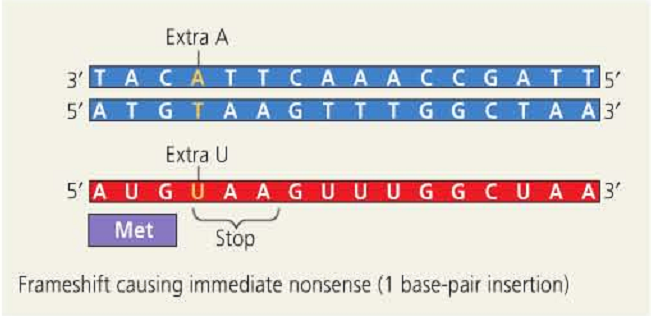 Extra A
3′ T A C A T T C A A A C C G A T T 5′
5′ A T G T A A G T T T G G C T A A 3′
Extra U
5′ A U G U A A G U U U G G C U A A 3′
Met
Stop
Frameshift causing immediate nonsense (1 base-pair insertion)